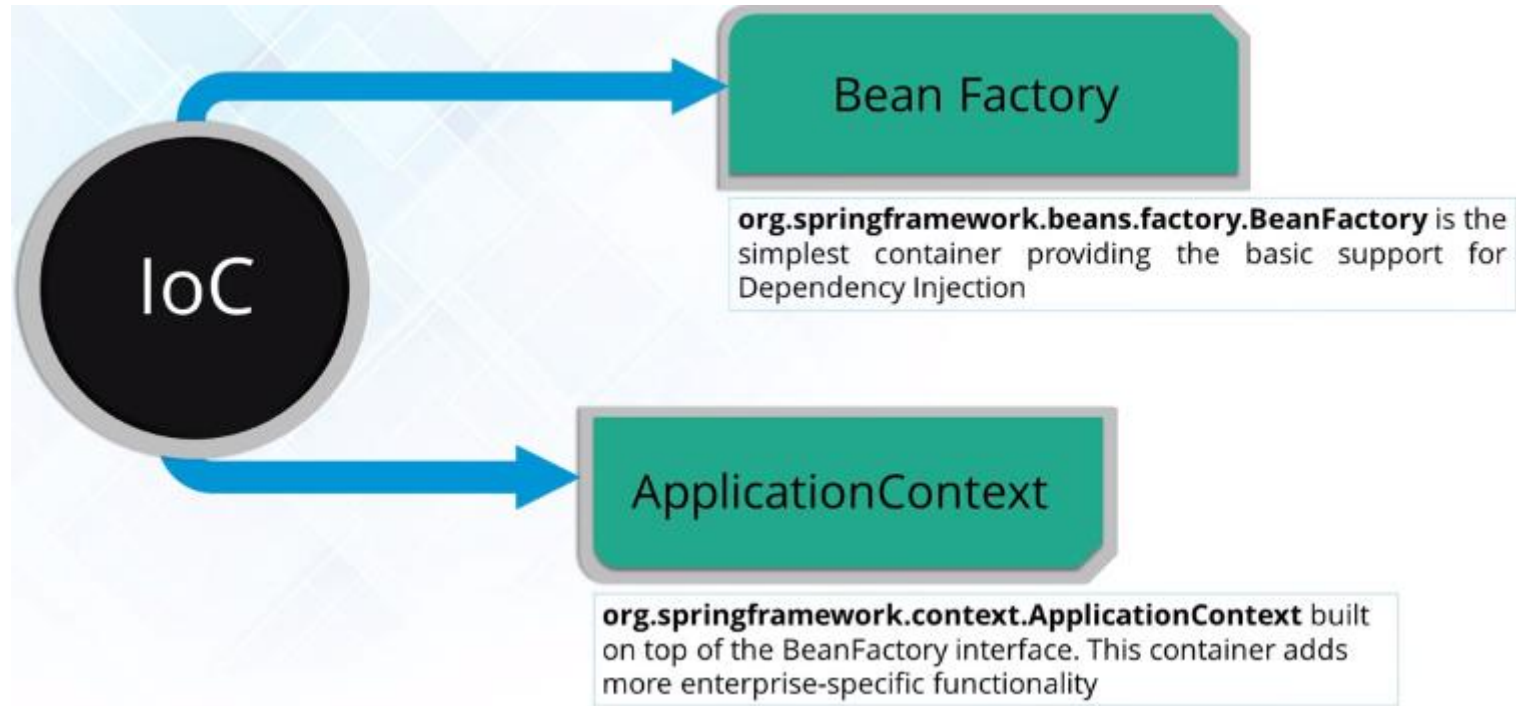 Bean Factory
org.springframework.beans.factory.BeanFactory is the
simplest container providing the basic support for
Dependency Injection
IoC
ApplicationContext
org.springframework.context.ApplicationContext built
on top of the BeanFactory interface. This container adds
more enterprise-specific functionality